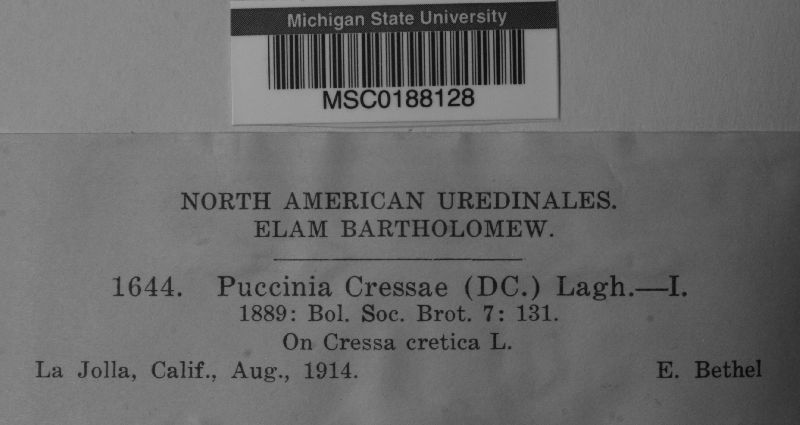 Michigan State University
MSC0188128
NORTH AMERICAN UREDINALES.
ELAM BARTHOLOMEW.
1644. Puccinia Cressae (DC.) Lagh.—I.
1889: Bol. Soc. Brot. 7: 131.
On Cressa cretica L.
La Jolla, Calif., Aug., 1914. E. Bethel